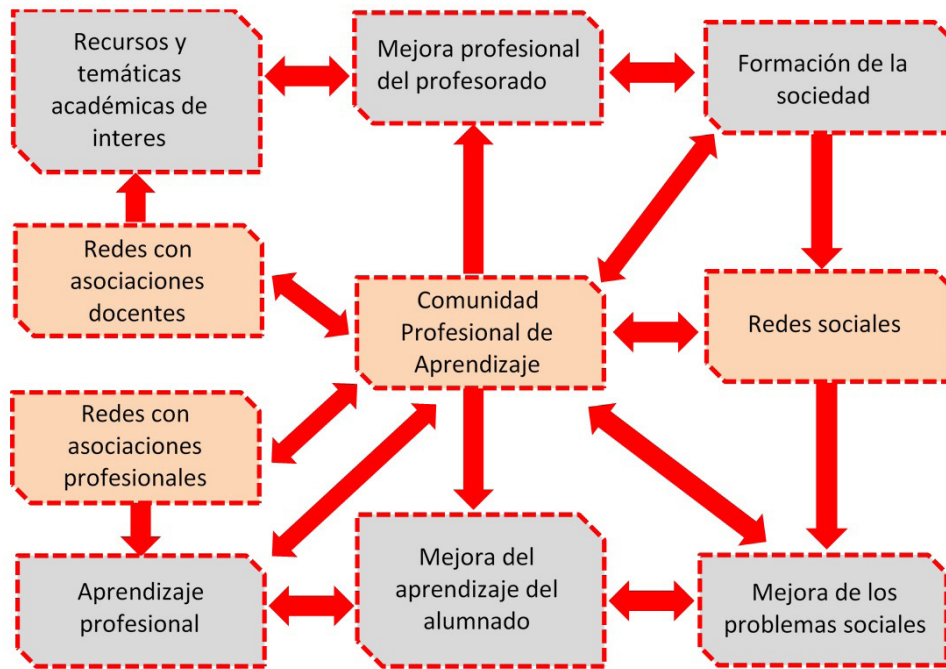 Recursos y
temáticas
académicas de
interes
Mejora profesional
del profesorado
Formación de la
sociedad
Redes con
asociaciones
docentes
Comunidad
Profesional de
Aprendizaje
Redes sociales
Redes con
asociaciones
profesionales
Aprendizaje
profesional
Mejora del
aprendizaje del
alumnado
Mejora de los
problemas sociales